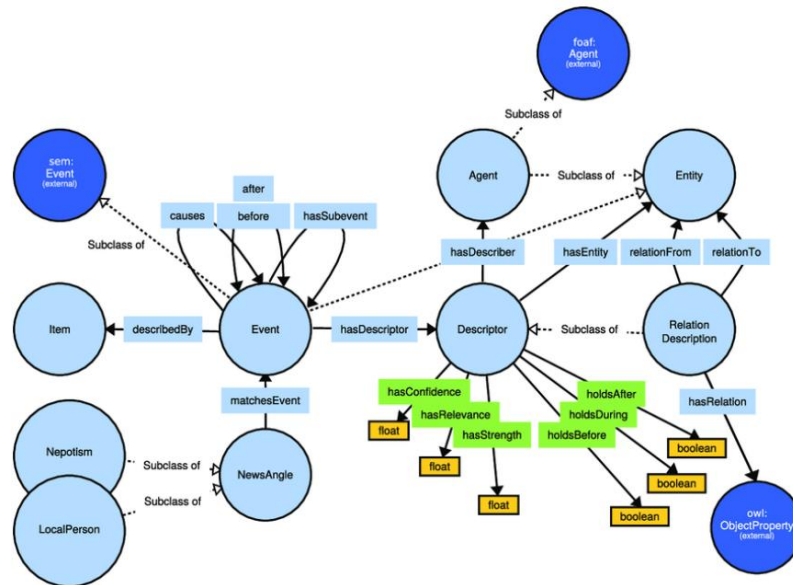 foaf:
Agent
(external)
Subclass of
sem:
Event
(external)
Agent
Subclass of
Entity
after
causes
before
hasSubevent
Subclass of
hasDescriber
hasEntity
relationFrom
relationTo
Item
describedBy
Event
hasDescriptor
Descriptor
Subclass of
Relation
Description
hasConfidence
holdsAfter
matchesEvent
hasRelevance
holdsDuring
hasRelation
float
hasStrength
holdsBefore
boolean
Nepotism
Subclass of
NewsAngle
float
boolean
Subclass of
float
boolean
LocalPerson
owl:
ObjectProperty
(external)